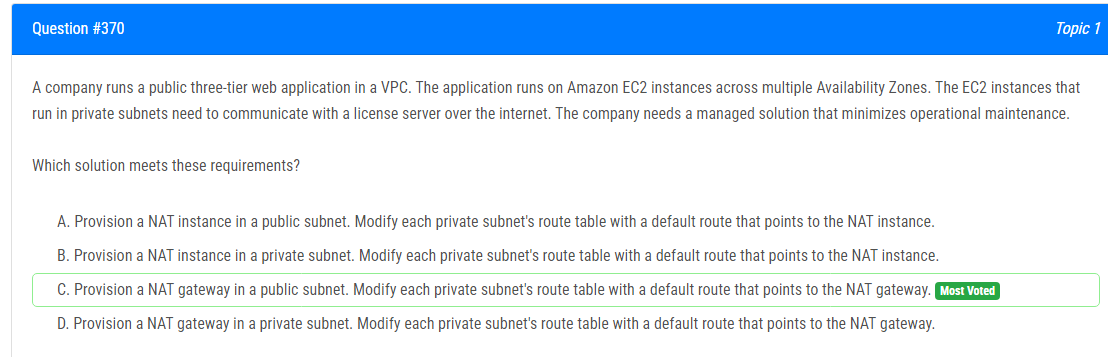 Question #370
Topic 1
A company runs a public three-tier web application in a VPC. The application runs on Amazon EC2 instances across multiple Availability Zones. The EC2 instances that
run in private subnets need to communicate with a license server over the internet. The company needs a managed solution that minimizes operational maintenance.
Which solution meets these requirements?
A. Provision a NAT instance in a public subnet. Modify each private subnet's route table with a default route that points to the NAT instance.
B. Provision a NAT instance in a private subnet. Modify each private subnet's route table with a default route that points to the NAT instance.
C. Provision a NAT gateway in a public subnet. Modify each private subnet's route table with a default route that points to the NAT gateway. Most Voted
D. Provision a NAT gateway in a private subnet. Modify each private subnet's route table with a default route that points to the NAT gateway.